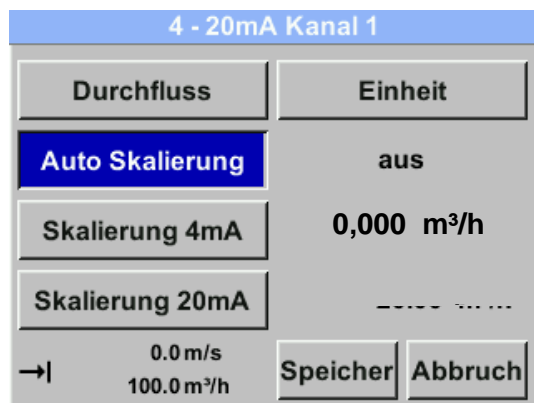 4 - 20mA Kanal 1
Durchfluss Einheit
Auto Skalierung aus
Skalierung 4mA 0,000 m³/h
Skalierung 20mA
0.0 m/s
100.0 m³/h
Speicher Abbruch